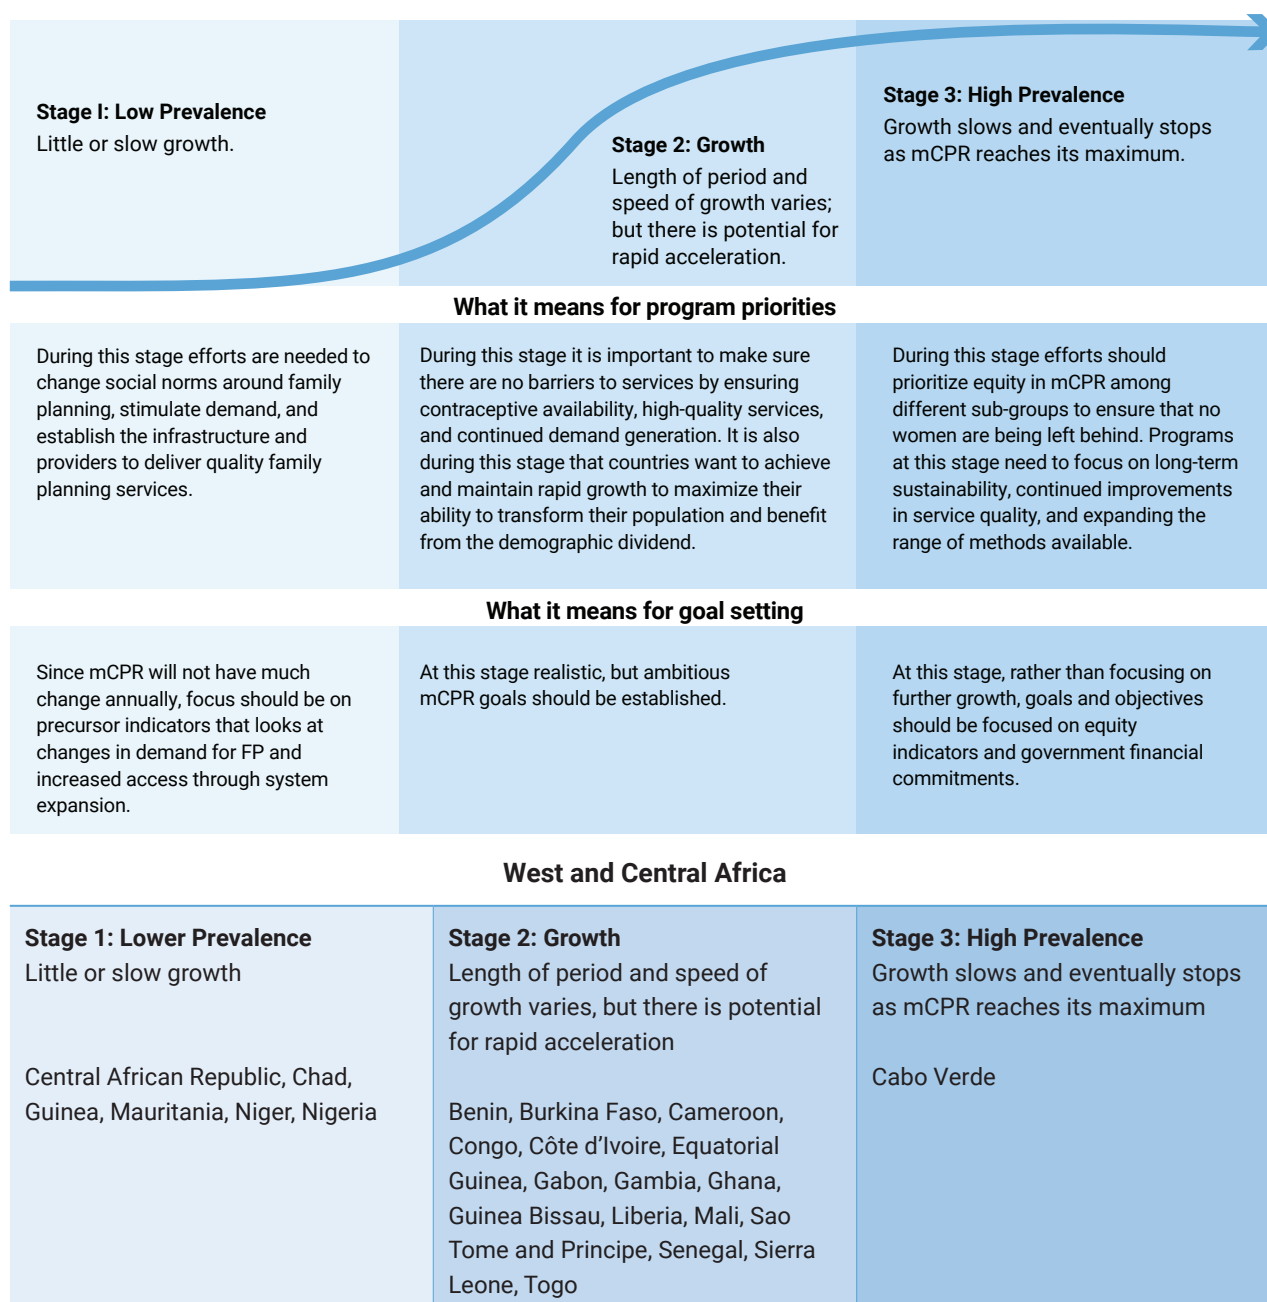 Stage I: Low Prevalence
Little or slow growth.
Stage 2: Growth
Length of period and
speed of growth varies;
but there is potential for
rapid acceleration.
Stage 3: High Prevalence
Growth slows and eventually stops
as mCPR reaches its maximum.
What it means for program priorities
During this stage efforts are needed to
change social norms around family
planning, stimulate demand, and
establish the infrastructure and
providers to deliver quality family
planning services.
During this stage it is important to make sure
there are no barriers to services by ensuring
contraceptive availability, high-quality services,
and continued demand generation. It is also
during this stage that countries want to achieve
and maintain rapid growth to maximize their
ability to transform their population and benefit
from the demographic dividend.
During this stage efforts should
prioritize equity in mCPR among
different sub-groups to ensure that no
women are being left behind. Programs
at this stage need to focus on long-term
sustainability, continued improvements
in service quality, and expanding the
range of methods available.
What it means for goal setting
Since mCPR will not have much
change annually, focus should be on
precursor indicators that looks at
changes in demand for FP and
increased access through system
expansion.
At this stage realistic, but ambitious
mCPR goals should be established.
At this stage, rather than focusing on
further growth, goals and objectives
should be focused on equity
indicators and government financial
commitments.
West and Central Africa
Stage 1: Lower Prevalence
Little or slow growth
Central African Republic, Chad,
Guinea, Mauritania, Niger, Nigeria
Stage 2: Growth
Length of period and speed of
growth varies, but there is potential
for rapid acceleration
Benin, Burkina Faso, Cameroon,
Congo, Côte d’Ivoire, Equatorial
Guinea, Gabon, Gambia, Ghana,
Guinea Bissau, Liberia, Mali, Sao
Tome and Principe, Senegal, Sierra
Leone, Togo
Stage 3: High Prevalence
Growth slows and eventually stops
as mCPR reaches its maximum
Cabo Verde